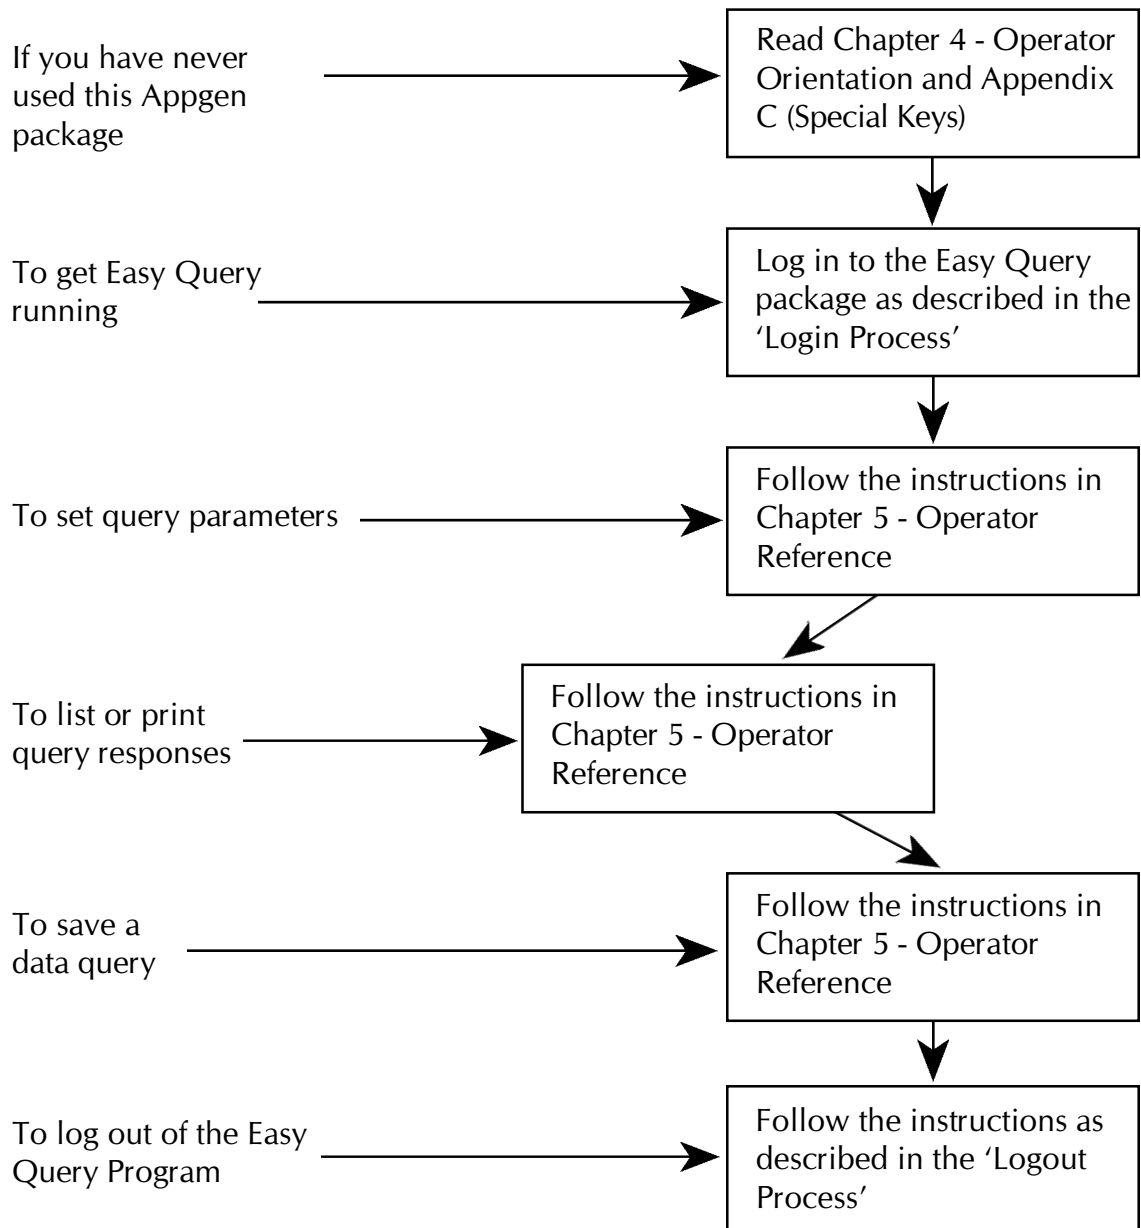 If you have never
used this Appgen
package
Read Chapter 4 - Operator
Orientation and Appendix
C (Special Keys)
To get Easy Query
running
Log in to the Easy Query
package as described in the
‘Login Process’
To set query parameters
Follow the instructions in
Chapter 5 - Operator
Reference
To list or print
query responses
Follow the instructions in
Chapter 5 - Operator
Reference
To save a
data query
Follow the instructions in
Chapter 5 - Operator
Reference
To log out of the Easy
Query Program
Follow the instructions as
described in the ‘Logout
Process’